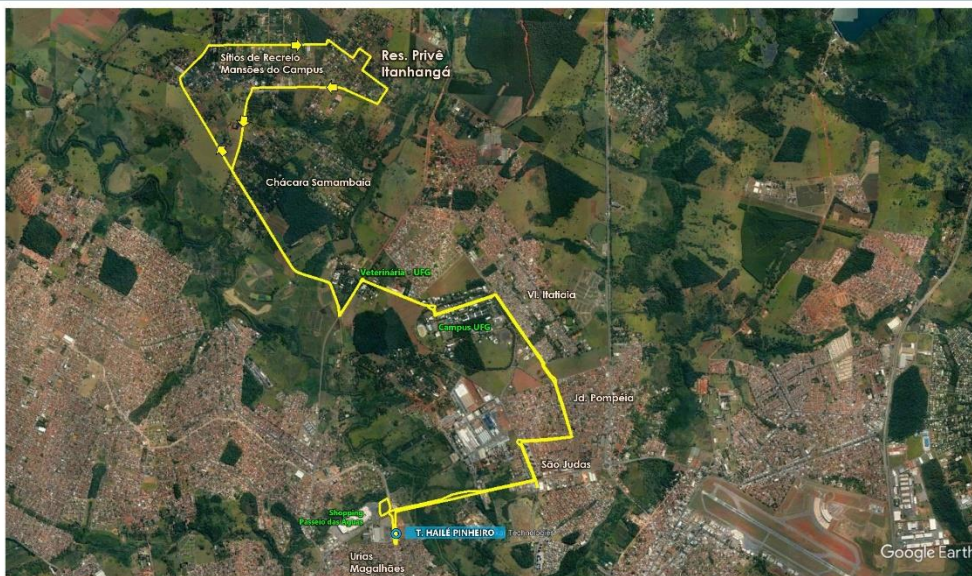 Sítios de Recreio
Mansões do Campus
Res. Privê
Itanhangá
Chácara Samambaia
Veterinária - UFG
Vl. Itatiaia
Campus UFG
Jd. Pompéia
São Judas
Shopping
Passeio das Águas
T. HAILÉ PINHEIRO
Urias
Magalhães
Google Earth